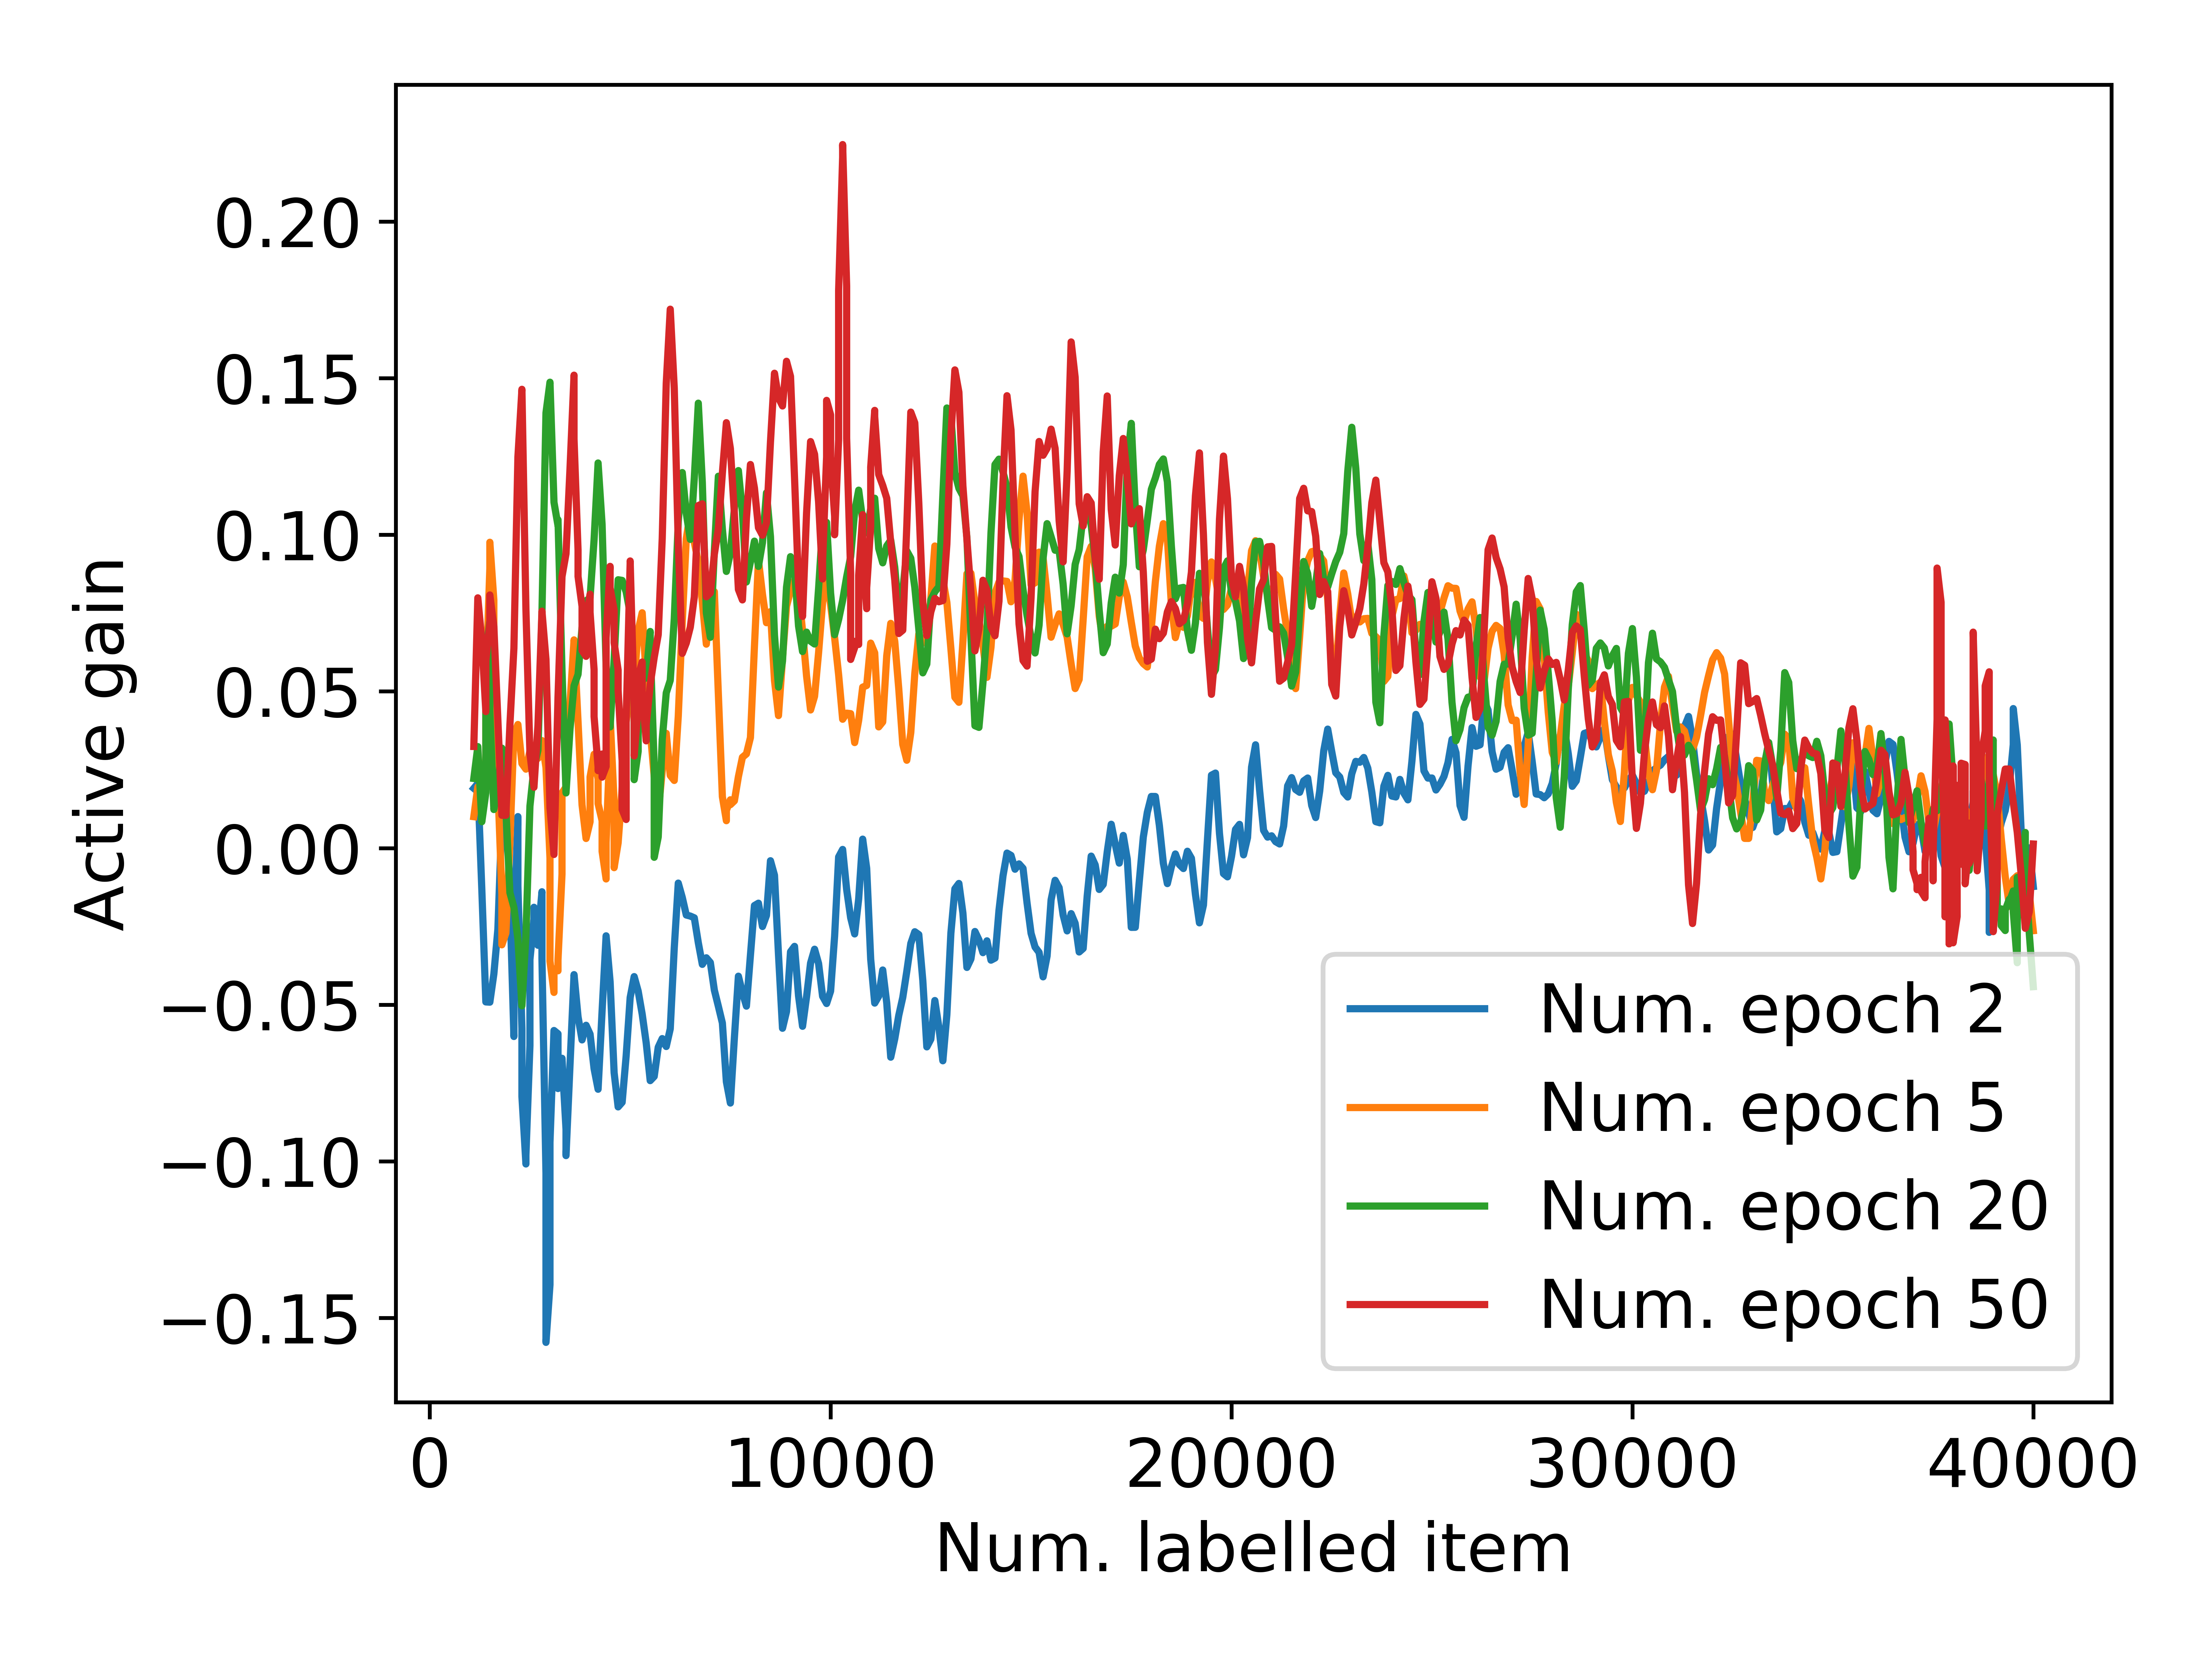 Active gain
0.20
0.15
0.10
0.05
0.00
−0.05
−0.10
−0.15
0 10000 20000 30000 40000
Num. labelled item
Num. epoch 2
Num. epoch 5
Num. epoch 20
Num. epoch 50